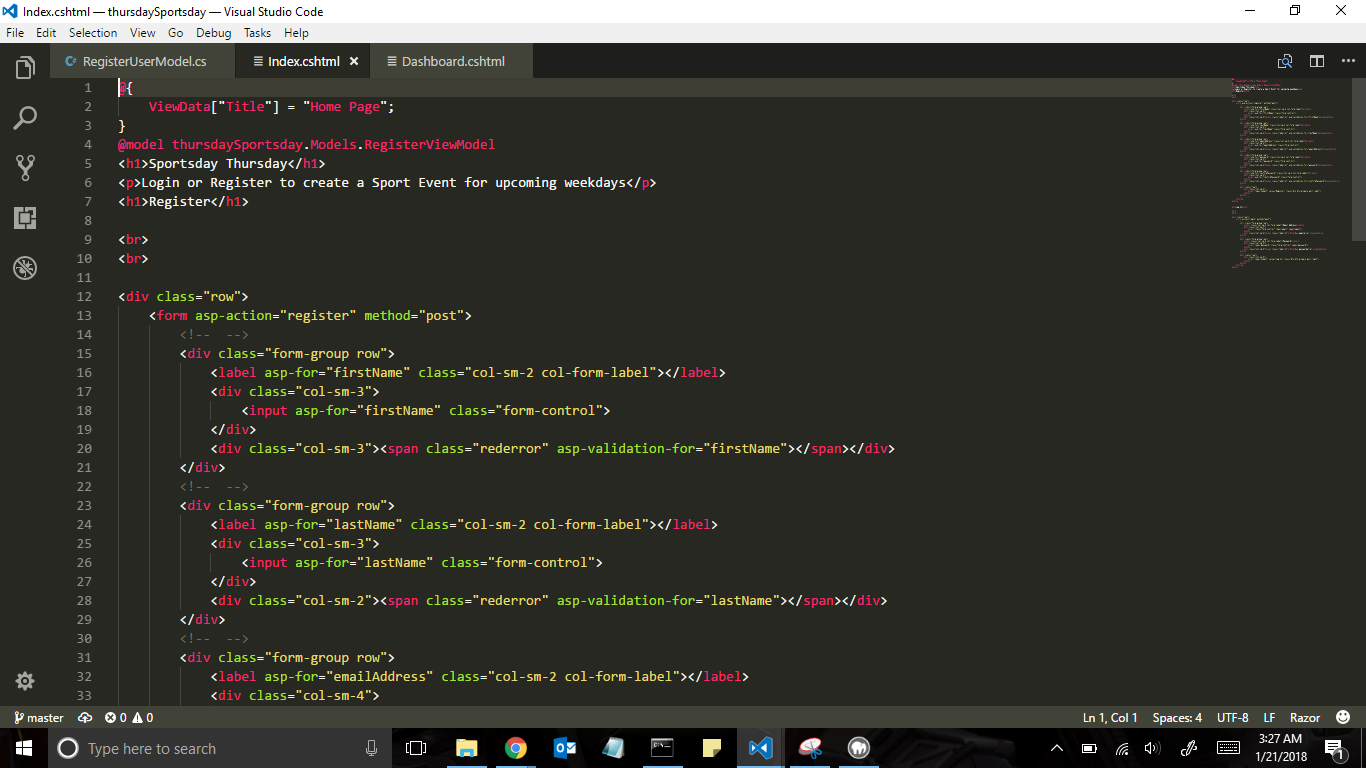 Index.cshtml — thursdaySportsday — Visual Studio Code
File Edit Selection View Go Debug Tasks Help
RegisterUserModel.cs Index.cshtml Dashboard.cshtml
1 @{
2 ViewData["Title"] = "Home Page";
3 }
4 @model thursdaySportsday.Models.RegisterViewModel
5 <h1>Sportsday Thursday</h1>
6 <p>Login or Register to create a Sport Event for upcoming weekdays</p>
7 <h1>Register</h1>
8
9 <br>
10 <br>
11
12 <div class="row">
13 <form asp-action="register" method="post">
14 <!--  -->
15 <div class="form-group row">
16 <label asp-for="firstName" class="col-sm-2 col-form-label"></label>
17 <div class="col-sm-3">
18 <input asp-for="firstName" class="form-control">
19 </div>
20 <div class="col-sm-3"><span class="rederror" asp-validation-for="firstName"></span></div>
21 </div>
22 <!--  -->
23 <div class="form-group row">
24 <label asp-for="lastName" class="col-sm-2 col-form-label"></label>
25 <div class="col-sm-3">
26 <input asp-for="lastName" class="form-control">
27 </div>
28 <div class="col-sm-2"><span class="rederror" asp-validation-for="lastName"></span></div>
29 </div>
30 <!--  -->
31 <div class="form-group row">
32 <label asp-for="emailAddress" class="col-sm-2 col-form-label"></label>
33 <div class="col-sm-4">
master 0 0 Ln 1, Col 1 Spaces: 4 UTF-8 LF Razor
Type here to search
3:27 AM
1/21/2018
1